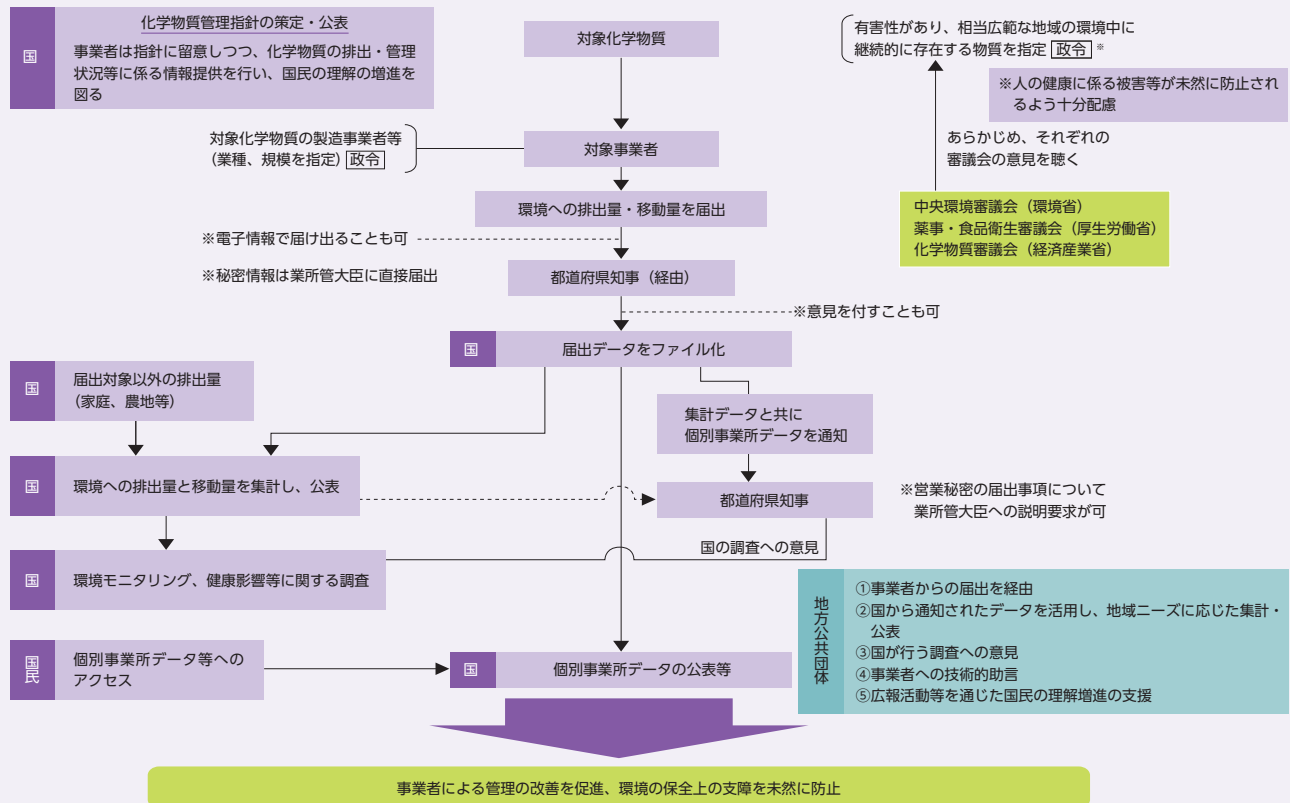 化学物質管理指針の策定・公表
国
事業者は指針に留意しつつ、化学物質の排出・管理
状況等に係る情報提供を行い、国民の理解の増進を
図る
対象化学物質
有害性があり、相当広範な地域の環境中に
継続的に存在する物質を指定 政令 ※
※人の健康に係る被害等が未然に防止され
るよう十分配慮
対象化学物質の製造事業者等
(業種、規模を指定) 政令
対象事業者
あらかじめ、それぞれの
審議会の意見を聴く
環境への排出量・移動量を届出
中央環境審議会(環境省)
薬事・食品衛生審議会(厚生労働省)
化学物質審議会(経済産業省)
※電子情報で届け出ることも可
※秘密情報は業所管大臣に直接届出
都道府県知事(経由)
※意見を付すことも可
国
届出データをファイル化
国
届出対象以外の排出量
(家庭、農地等)
集計データと共に
個別事業所データを通知
国
環境への排出量と移動量を集計し、公表
都道府県知事
※営業秘密の届出事項について
業所管大臣への説明要求が可
国の調査への意見
国
環境モニタリング、健康影響等に関する調査
地方公共団体
①事業者からの届出を経由
②国から通知されたデータを活用し、地域ニーズに応じた集計・
公表
③国が行う調査への意見
④事業者への技術的助言
⑤広報活動等を通じた国民の理解増進の支援
国民
個別事業所データ等への
アクセス
国
個別事業所データの公表等
事業者による管理の改善を促進、環境の保全上の支障を未然に防止